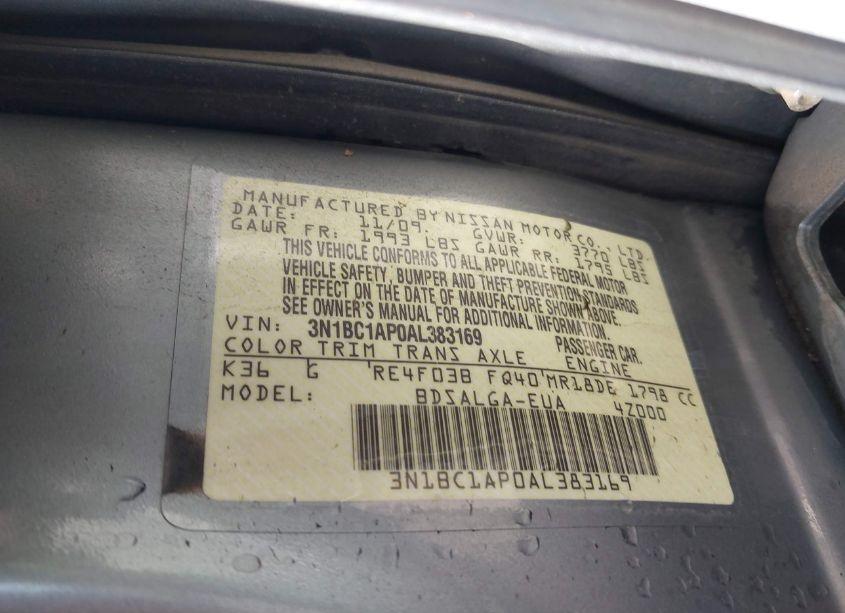 MANUFACTURED BY NISSAN MOTOR CO., LTD.
DATE: 11/09. GVWR: 3770 LBS
GAWR FR: 1993 LBS GAWR RR: 1795 LBS
THIS VEHICLE CONFORMS TO ALL APPLICABLE FEDERAL MOTOR
VEHICLE SAFETY, BUMPER AND THEFT PREVENTION STANDARDS
IN EFFECT ON THE DATE OF MANUFACTURE SHOWN ABOVE.
SEE OWNER'S MANUAL FOR ADDITIONAL INFORMATION.
VIN: 3N1BC1AP0AL383169 PASSENGER CAR.
COLOR TRIM TRANS AXLE ENGINE
K36 G RE4F03B FQ40 MR18DE 1798 CC
MODEL: BDSALGA-EUA 4Z000
3N1BC1AP0AL383169